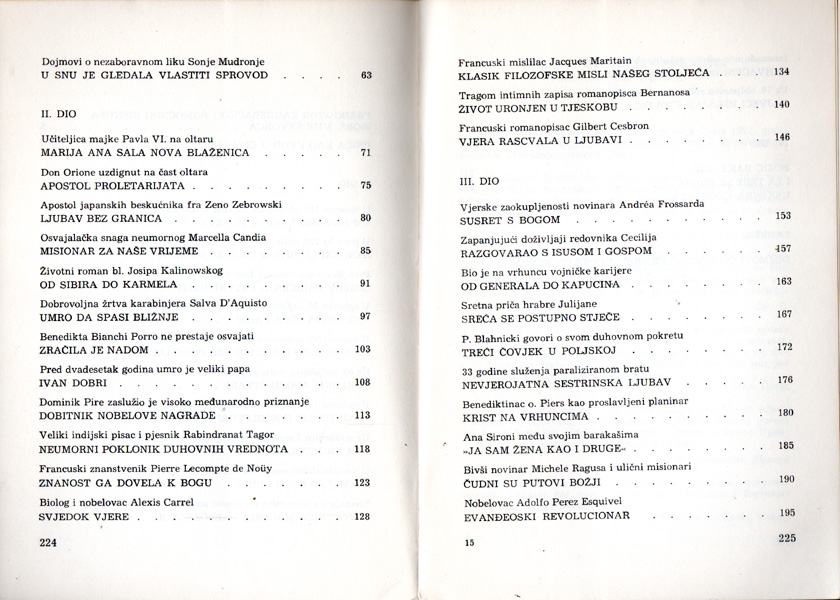 Dojmovi o nezaboravnom liku Sonje Mudronje
U SNU JE GLEDALA VLASTITI SPROVOD . . . . 63
II. DIO
Učiteljica majke Pavla VI. na oltaru
MARIJA ANA SALA NOVA BLAŽENICA . . . . . 71
Don Orione uzdignut na čast oltara
APOSTOL PROLETARIJATA . . . . . . . . 75
Apostol japanskih beskućnika fra Zeno Zebrowski
LJUBAV BEZ GRANICA . . . . . . . . . 80
Osvajalačka snaga neumornog Marcella Candia
MISIONAR ZA NAŠE VRIJEME . . . . . . . 85
Životni roman bl. Josipa Kalinowskog
OD SIBIRA DO KARMELA . . . . . . . . 91
Dobrovoljna žrtva karabinjera Salva D'Aquisto
UMRO DA SPASI BLIŽNJE . . . . . . . . 97
Benedikta Bianchi Porro ne prestaje osvajati
ZRAČILA JE NADOM . . . . . . . . . . 103
Pred dvadesetak godina umro je veliki papa
IVAN DOBRI . . . . . . . . . . . . 108
Dominik Pire zaslužio je visoko međunarodno priznanje
DOBITNIK NOBELOVE NAGRADE . . . . . . . 113
Veliki indijski pisac i pjesnik Rabindranat Tagor
NEUMORNI POKLONIK DUHOVNIH VREDNOTA . . . 118
Francuski znanstvenik Pierre Lecompte de Noüy
ZNANOST GA DOVELA K BOGU . . . . . . . 123
Biolog i nobelovac Alexis Carrel
SVJEDOK VJERE . . . . . . . . . . . 128
224
Francuski mislilac Jacques Maritain
KLASIK FILOZOFSKE MISLI NAŠEG STOLJEĆA . . . . 134
Tragom intimnih zapisa romanopisca Bernanosa
ŽIVOT URONJEN U TJESKOBU . . . . . . . 140
Francuski romanopisac Gilbert Cesbron
VJERA RASCVALA U LJUBAVI . . . . . . . 146
III. DIO
Vjerske zaokupljenosti novinara Andréa Frossarda
SUSRET S BOGOM . . . . . . . . . . 153
Zapanjujući doživljaji redovnika Cecilija
RAZGOVARAO S ISUSOM I GOSPOM . . . . . . 157
Bio je na vrhuncu vojničke karijere
OD GENERALA DO KAPUCINA . . . . . . . 163
Sretna priča hrabre Julijane
SREĆA SE POSTUPNO STJEČE . . . . . . . 167
P. Blahnicki govori o svom duhovnom pokretu
TREĆI ČOVJEK U POLJSKOJ . . . . . . . . 172
33 godine služenja paraliziranom bratu
NEVJEROJATNA SESTRINSKA LJUBAV . . . . . 176
Benediktinac o. Piers kao proslavljeni planinar
KRIST NA VRHUNCIMA . . . . . . . . . 180
Ana Sironi među svojim barakašima
»JA SAM ŽENA KAO I DRUGE« . . . . . . . 185
Bivši novinar Michele Ragusa i ulični misionari
ČUDNI SU PUTOVI BOŽJI . . . . . . . . 190
Nobelovac Adolfo Perez Esquivel
EVANĐEOSKI REVOLUCIONAR . . . . . . . 195
15
225